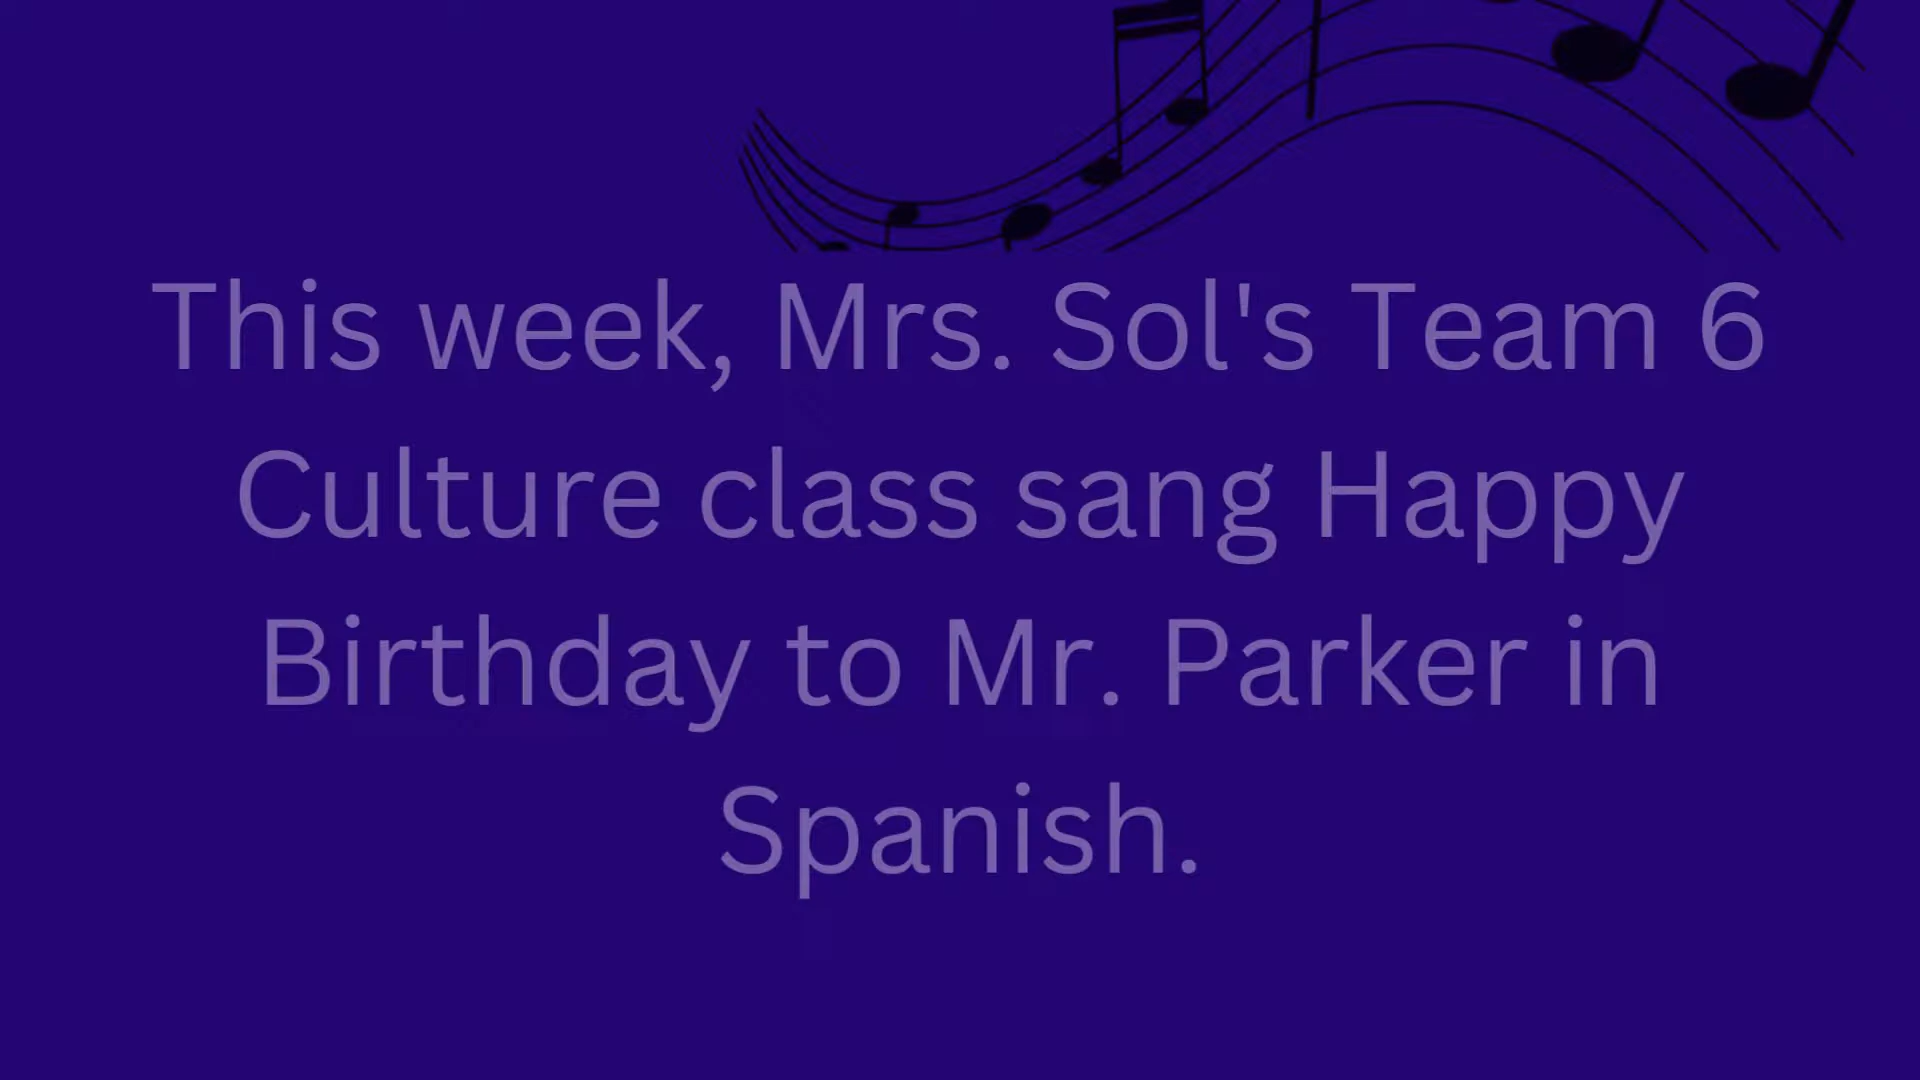 This week, Mrs. Sol's Team 6
Culture class sang Happy
Birthday to Mr. Parker in
Spanish.